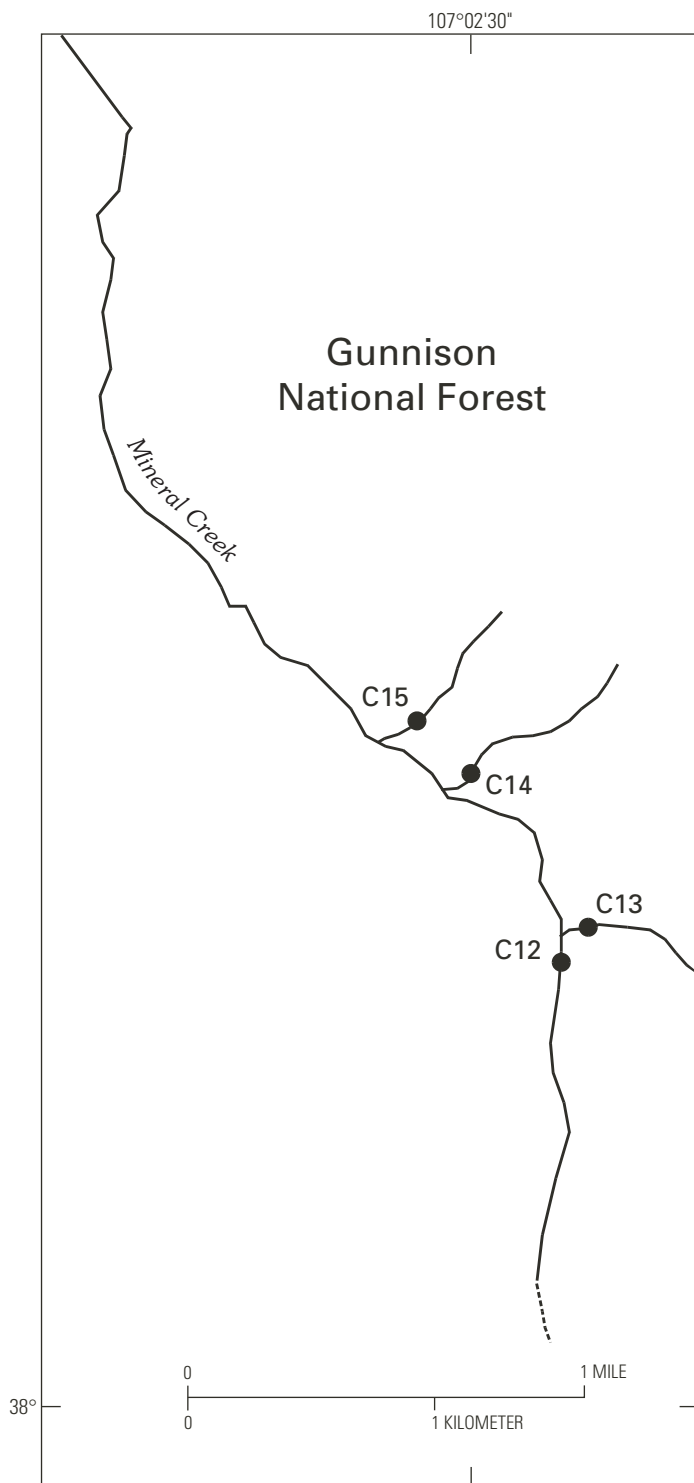 107°02'30"
Gunnison
National Forest
Mineral Creek
C15
C14
C13
C12
0 1 MILE
38°
0 1 KILOMETER